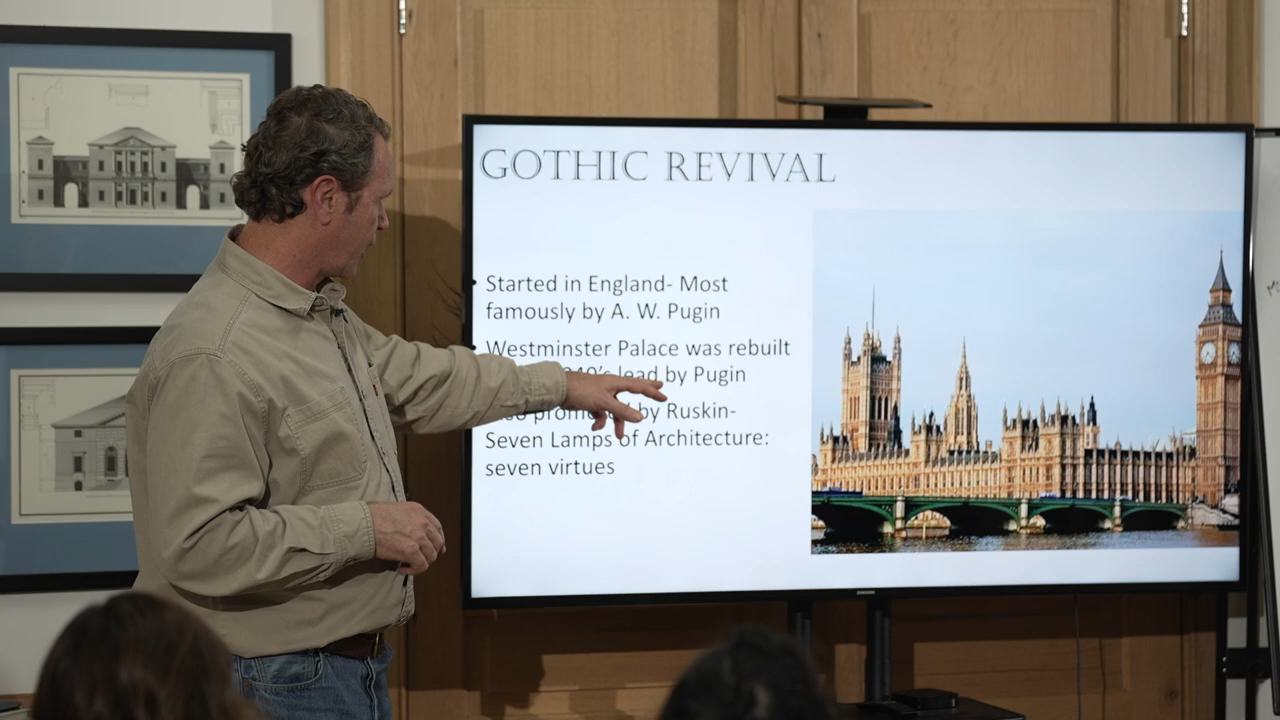 GOTHIC REVIVAL
Started in England- Most
famously by A. W. Pugin
Westminster Palace was rebuilt
lead by Pugin
by Ruskin-
Seven Lamps of Architecture:
seven virtues
SAMSUNG